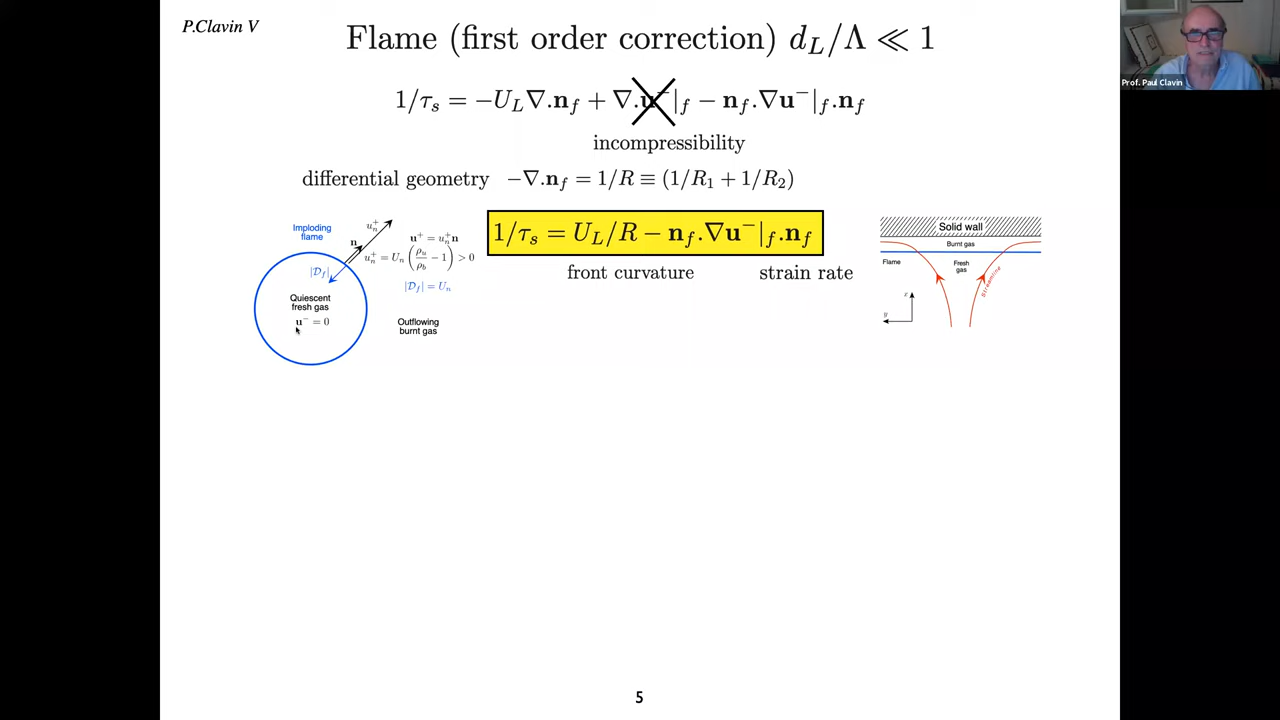 P.Clavin V
Flame (first order correction) d_L/Λ ≪ 1
Prof. Paul Clavin
1/τ_s = −U_L∇.n_f + ∇.u⁻|_f − n_f.∇u⁻|_f.n_f
incompressibility
differential geometry −∇.n_f = 1/R ≡ (1/R₁ + 1/R₂)
1/τ_s = U_L/R − n_f.∇u⁻|_f.n_f
front curvature strain rate
Imploding
flame
u_n⁺
n
u⁺ = u_n⁺n
u_n⁺ = U_n (ρ_u/ρ_b − 1) > 0
|D_f|
|D_f| = U_n
Quiescent
fresh gas
u⁻ = 0
Outflowing
burnt gas
Solid wall
Burnt gas
Flame
Fresh
gas
Streamline
5